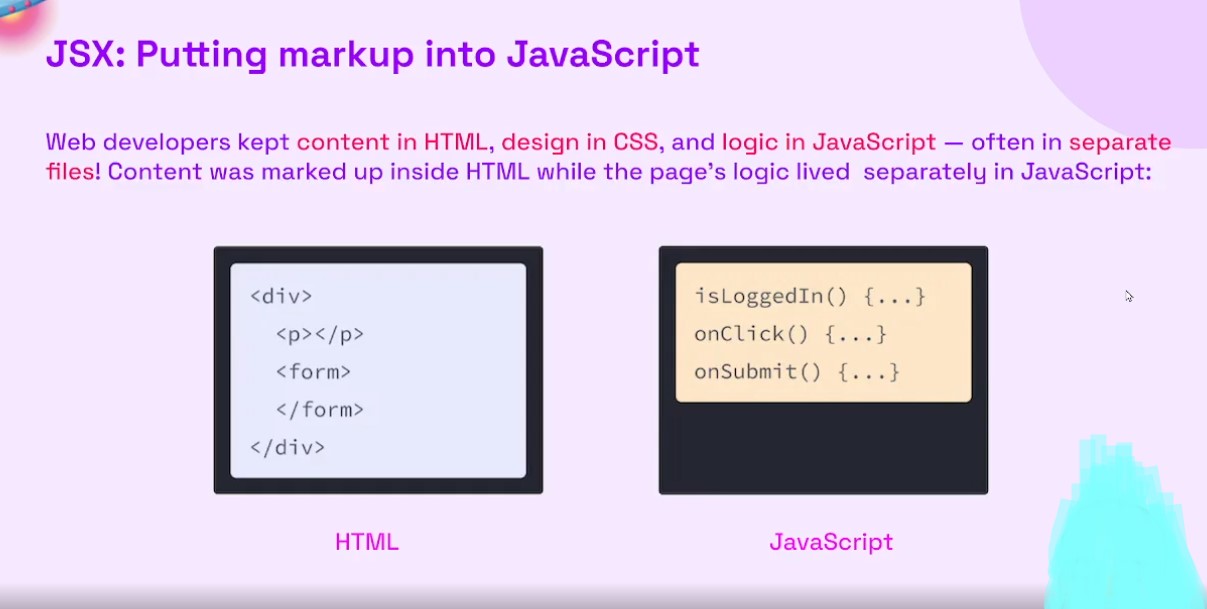 JSX: Putting markup into JavaScript
Web developers kept content in HTML, design in CSS, and logic in JavaScript — often in separate
files! Content was marked up inside HTML while the page's logic lived  separately in JavaScript:
<div>
<p></p>
<form>
</form>
</div>
isLoggedIn() {...}
onClick() {...}
onSubmit() {...}
HTML
JavaScript